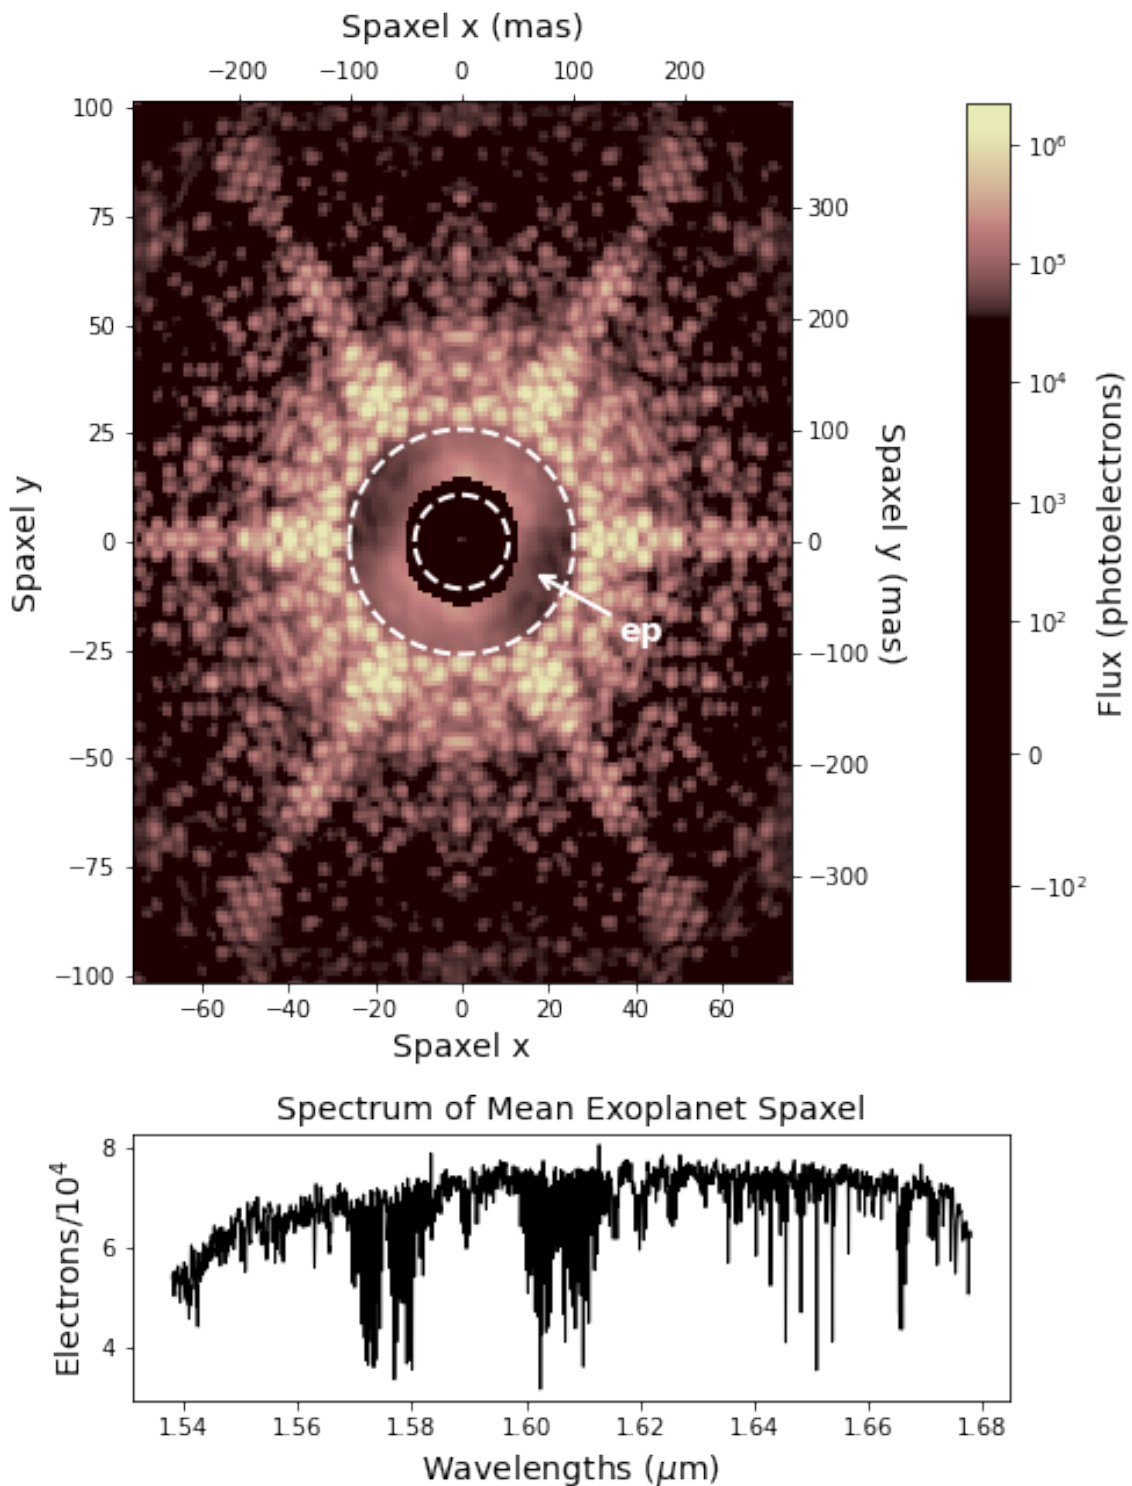 Spaxel x (mas)
−200 −100 0 100 200
100
75
50
25
0
−25
−50
−75
−100
Spaxel y
300
200
100
0
−100
−200
−300
Spaxel y (mas)
ep
−60 −40 −20 0 20 40 60
Spaxel x
10⁶
10⁵
10⁴
10³
10²
0
−10²
Flux (photoelectrons)
Spectrum of Mean Exoplanet Spaxel
8
6
4
Electrons/10⁴
1.54 1.56 1.58 1.60 1.62 1.64 1.66 1.68
Wavelengths (μm)